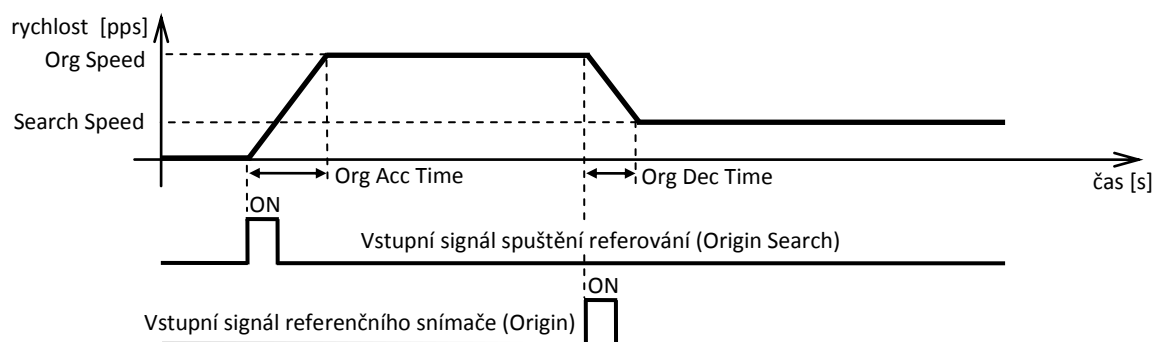 rychlost [pps]
Org Speed
Search Speed
Org Acc Time
Org Dec Time
čas [s]
ON
Vstupní signál spuštění referování (Origin Search)
ON
Vstupní signál referenčního snímače (Origin)